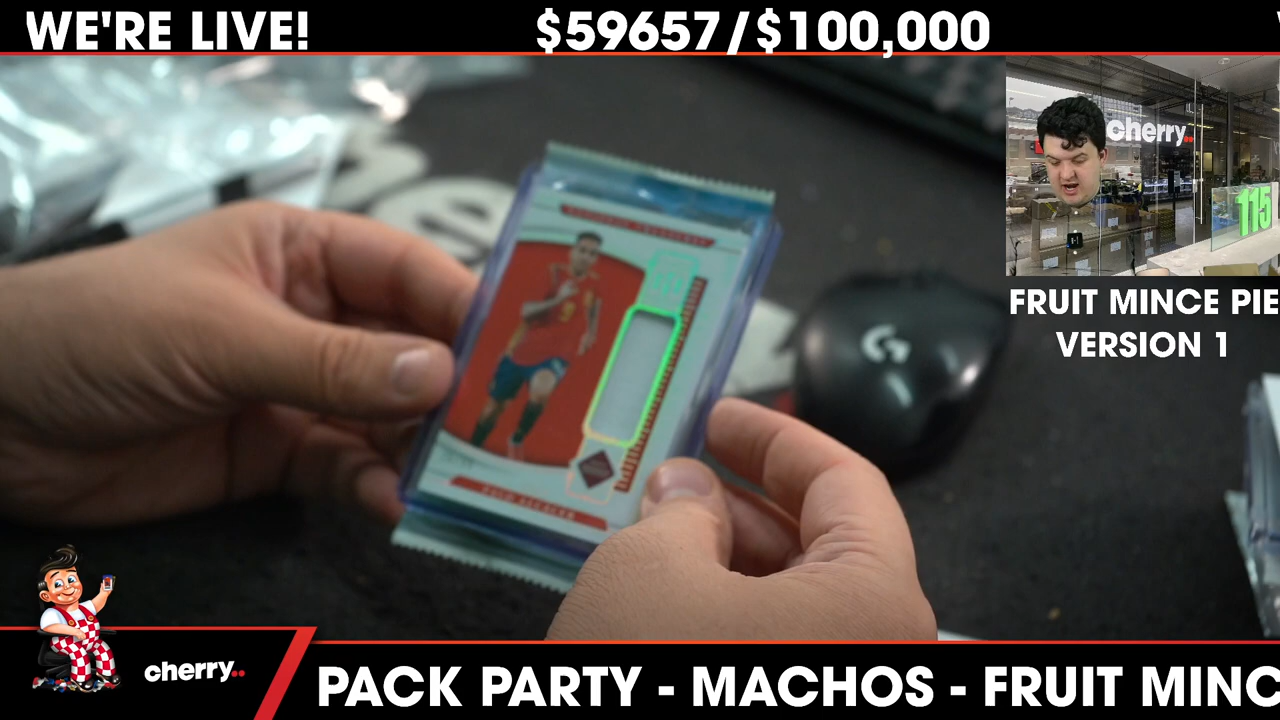 WE'RE LIVE!
$59657/$100,000
cherry..
115
FRUIT MINCE PIE
VERSION 1
cherry..
PACK PARTY - MACHOS - FRUIT MINC